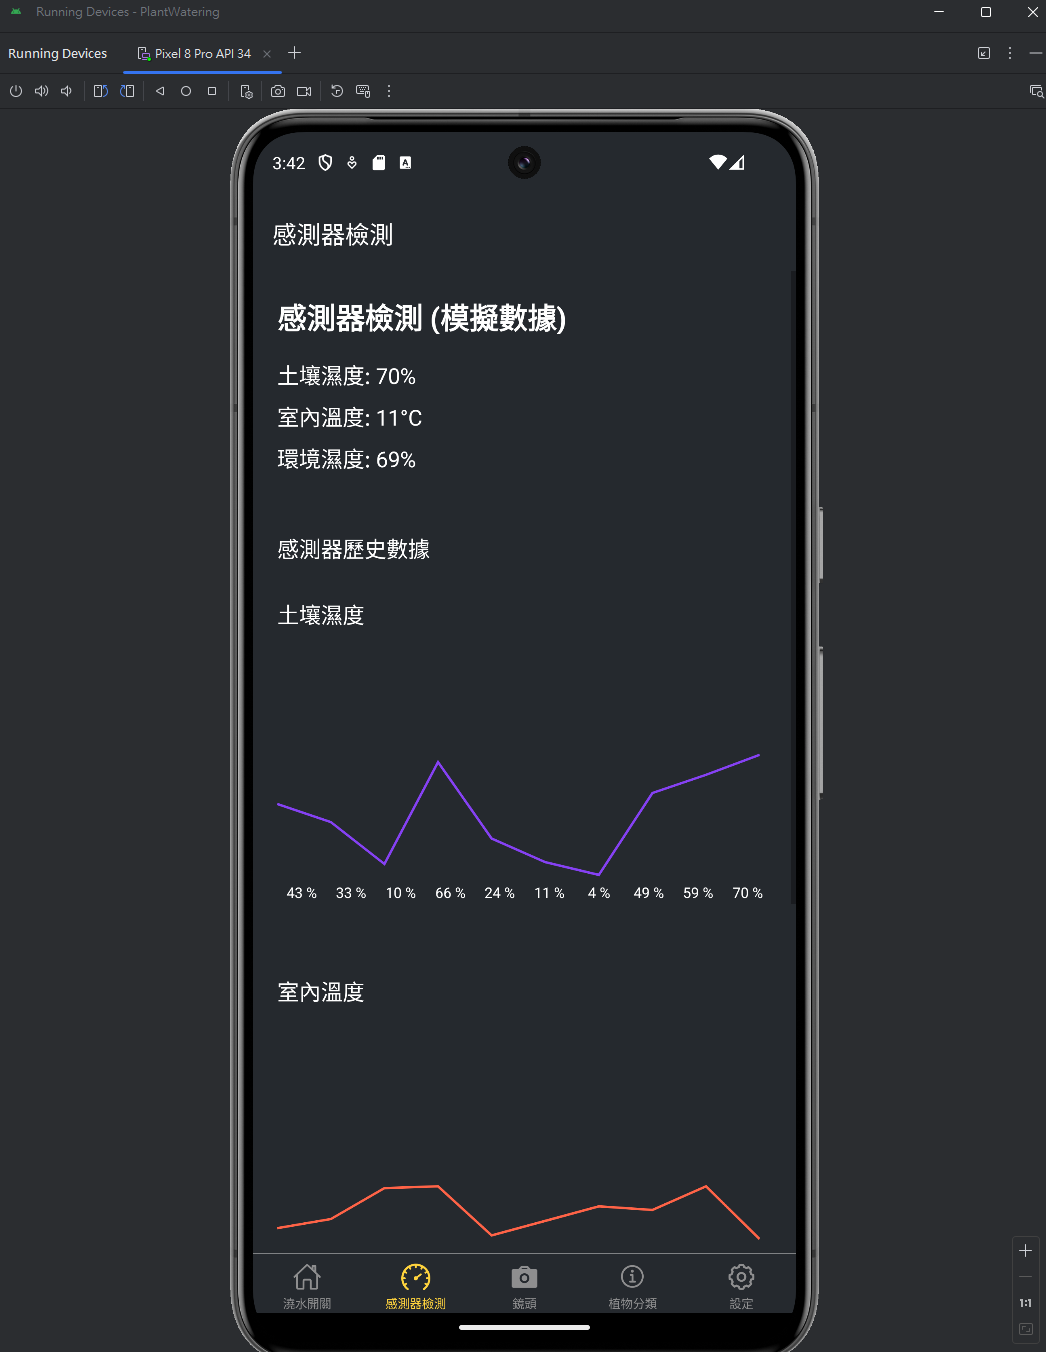 Running Devices - PlantWatering
Running Devices
Pixel 8 Pro API 34
3:42
A
感測器檢測
感測器檢測 (模擬數據)
土壤濕度: 70%
室內溫度: 11°C
環境濕度: 69%
感測器歷史數據
土壤濕度
43 % 33 % 10 % 66 % 24 % 11 % 4 % 49 % 59 % 70 %
室內溫度
澆水開關 感測器檢測 鏡頭 植物分類 設定
1:1